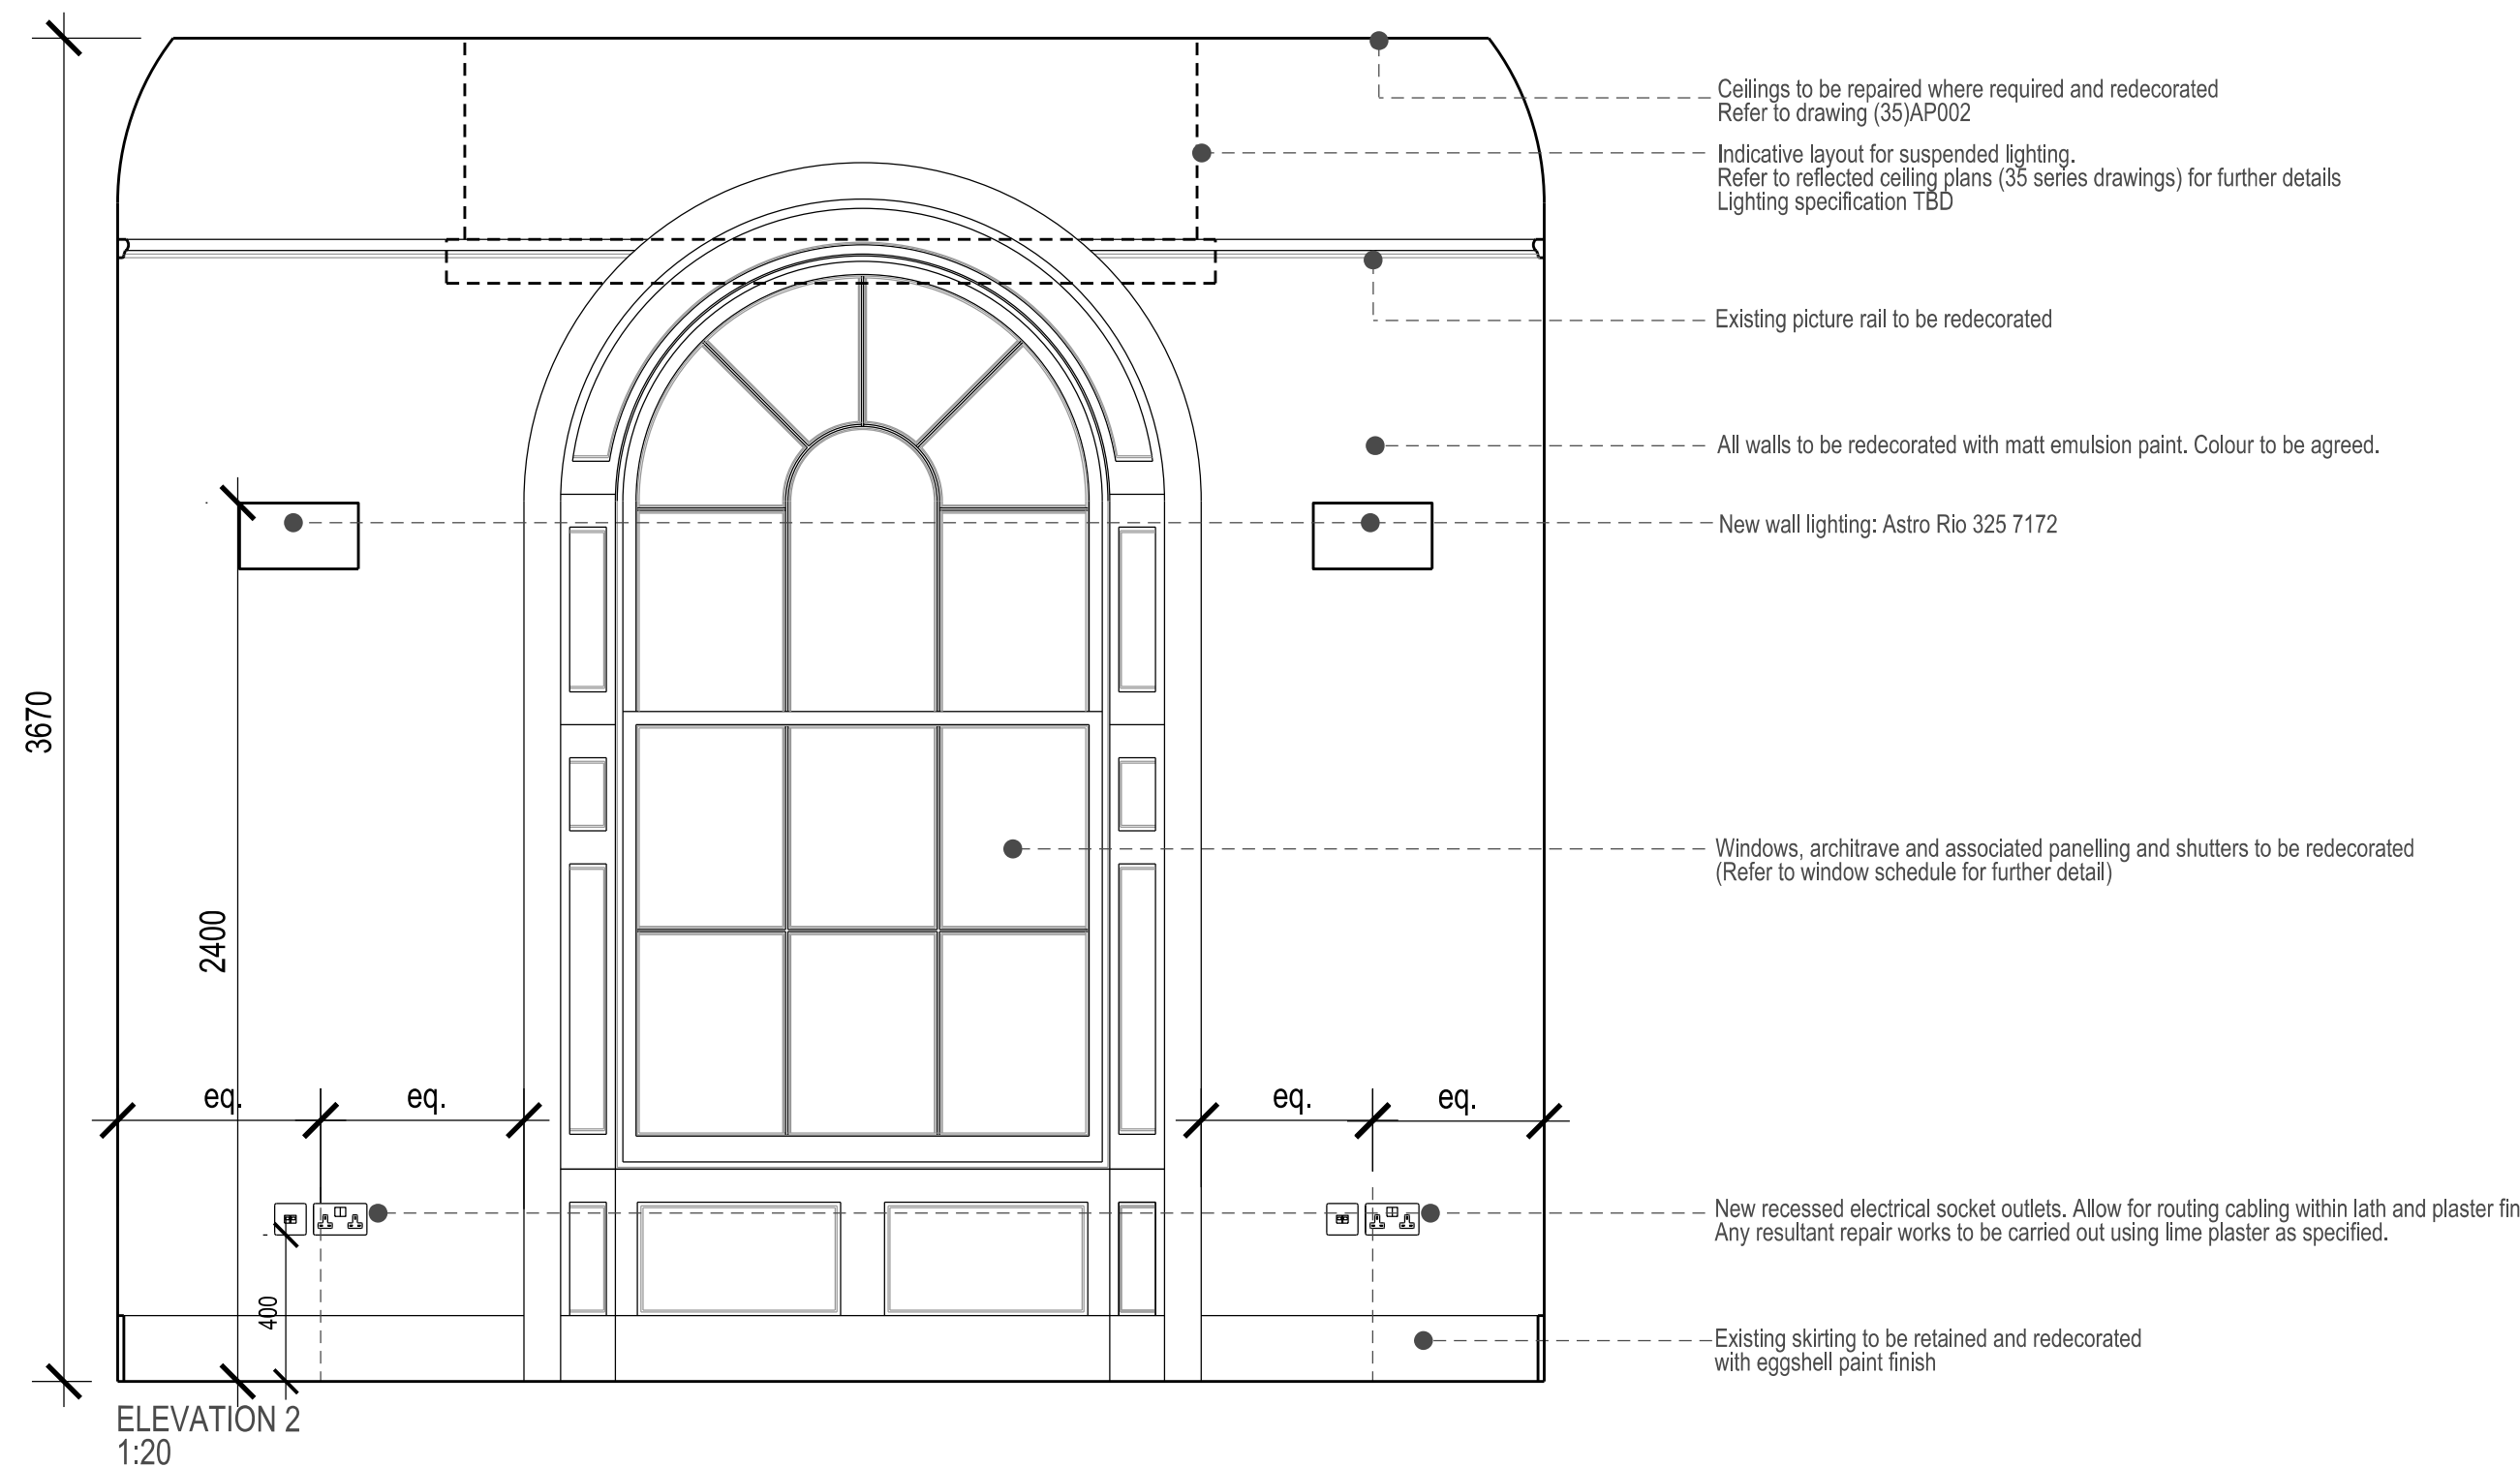 Ceilings to be repaired where required and redecorated
Refer to drawing (35)AP002
Indicative layout for suspended lighting.
Refer to reflected ceiling plans (35 series drawings) for further details
Lighting specification TBD
Existing picture rail to be redecorated
All walls to be redecorated with matt emulsion paint. Colour to be agreed.
New wall lighting: Astro Rio 325 7172
3670
Windows, architrave and associated panelling and shutters to be redecorated
(Refer to window schedule for further detail)
2400
eq.
eq.
eq.
eq.
New recessed electrical socket outlets. Allow for routing cabling within lath and plaster fin
Any resultant repair works to be carried out using lime plaster as specified.
400
Existing skirting to be retained and redecorated
with eggshell paint finish
ELEVATION 2
1:20